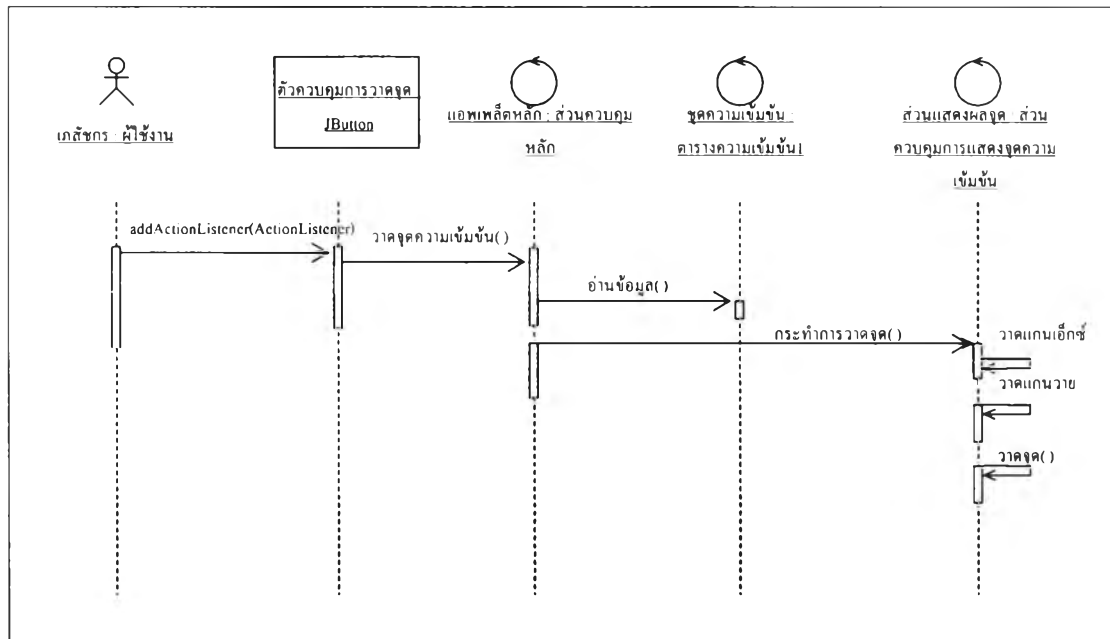 เภสัชกร : ผู้ใช้งาน
ตัวควบคุมการวาดจุด :
JButton
แอพเพล็ตหลัก : ส่วนควบคุม
หลัก
ชุดความเข้มข้น :
ตารางความเข้มข้น1
ส่วนแสดงผลจุด : ส่วน
ควบคุมการแสดงจุดความ
เข้มข้น
addActionListener(ActionListener)
วาดจุดความเข้มข้น( )
อ่านข้อมูล( )
กระทำการวาดจุด( )
วาดแกนเอ็กซ์
วาดแกนวาย
วาดจุด( )